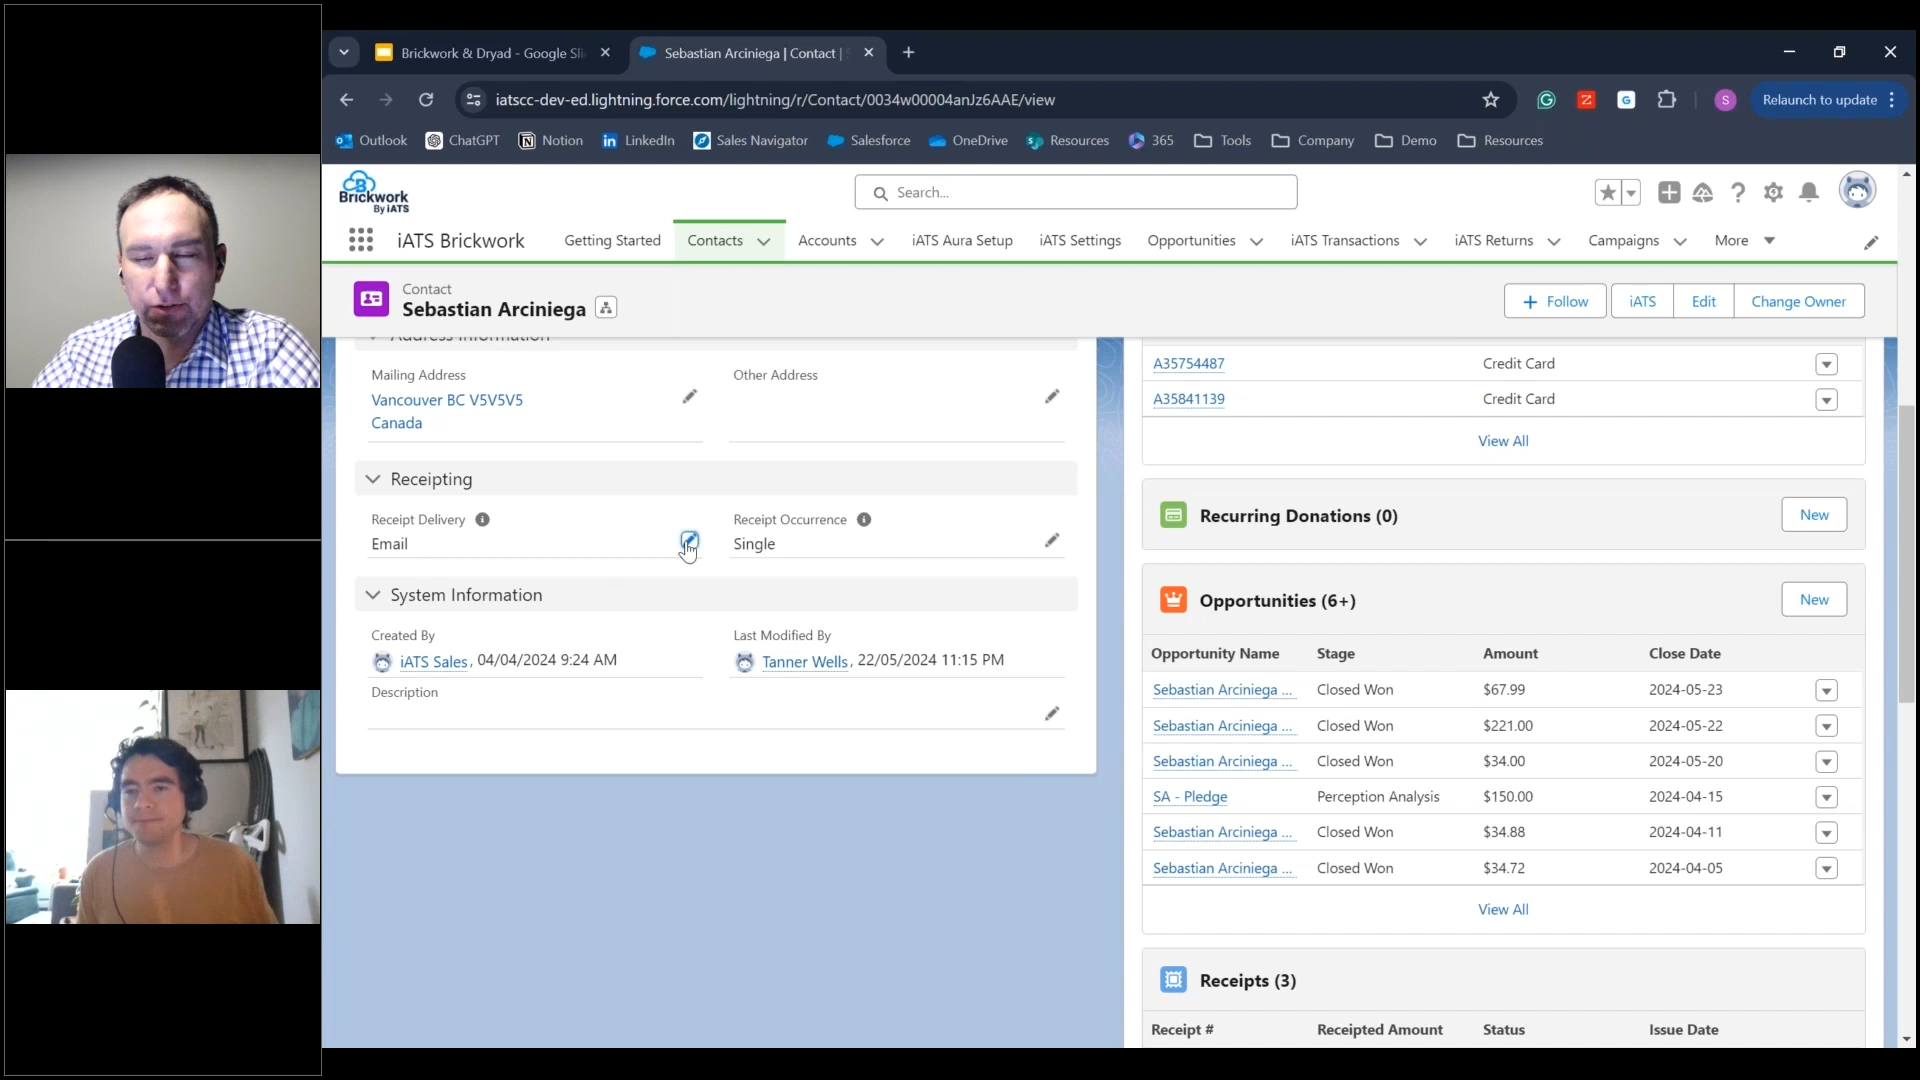 Brickwork & Dryad - Google Sli
Sebastian Arciniega | Contact |
iatscc-dev-ed.lightning.force.com/lightning/r/Contact/0034w00004anJz6AAE/view
S
Relaunch to update
Outlook
ChatGPT
Notion
LinkedIn
Sales Navigator
Salesforce
OneDrive
Resources
365
Tools
Company
Demo
Resources
Brickwork
By iATS
Search...
iATS Brickwork
Getting Started
Contacts
Accounts
iATS Aura Setup
iATS Settings
Opportunities
iATS Transactions
iATS Returns
Campaigns
More
Contact
Sebastian Arciniega
Follow
iATS
Edit
Change Owner
Address Information
Mailing Address
Vancouver BC V5V5V5
Canada
Other Address
Receipting
Receipt Delivery
Email
Receipt Occurrence
Single
System Information
Created By
iATS Sales, 04/04/2024 9:24 AM
Last Modified By
Tanner Wells, 22/05/2024 11:15 PM
Description
A35754487 Credit Card
A35841139 Credit Card
View All
Recurring Donations (0)
New
Opportunities (6+)
New
Opportunity Name Stage Amount Close Date
Sebastian Arciniega ... Closed Won $67.99 2024-05-23
Sebastian Arciniega ... Closed Won $221.00 2024-05-22
Sebastian Arciniega ... Closed Won $34.00 2024-05-20
SA - Pledge Perception Analysis $150.00 2024-04-15
Sebastian Arciniega ... Closed Won $34.88 2024-04-11
Sebastian Arciniega ... Closed Won $34.72 2024-04-05
View All
Receipts (3)
Receipt # Receipted Amount Status Issue Date